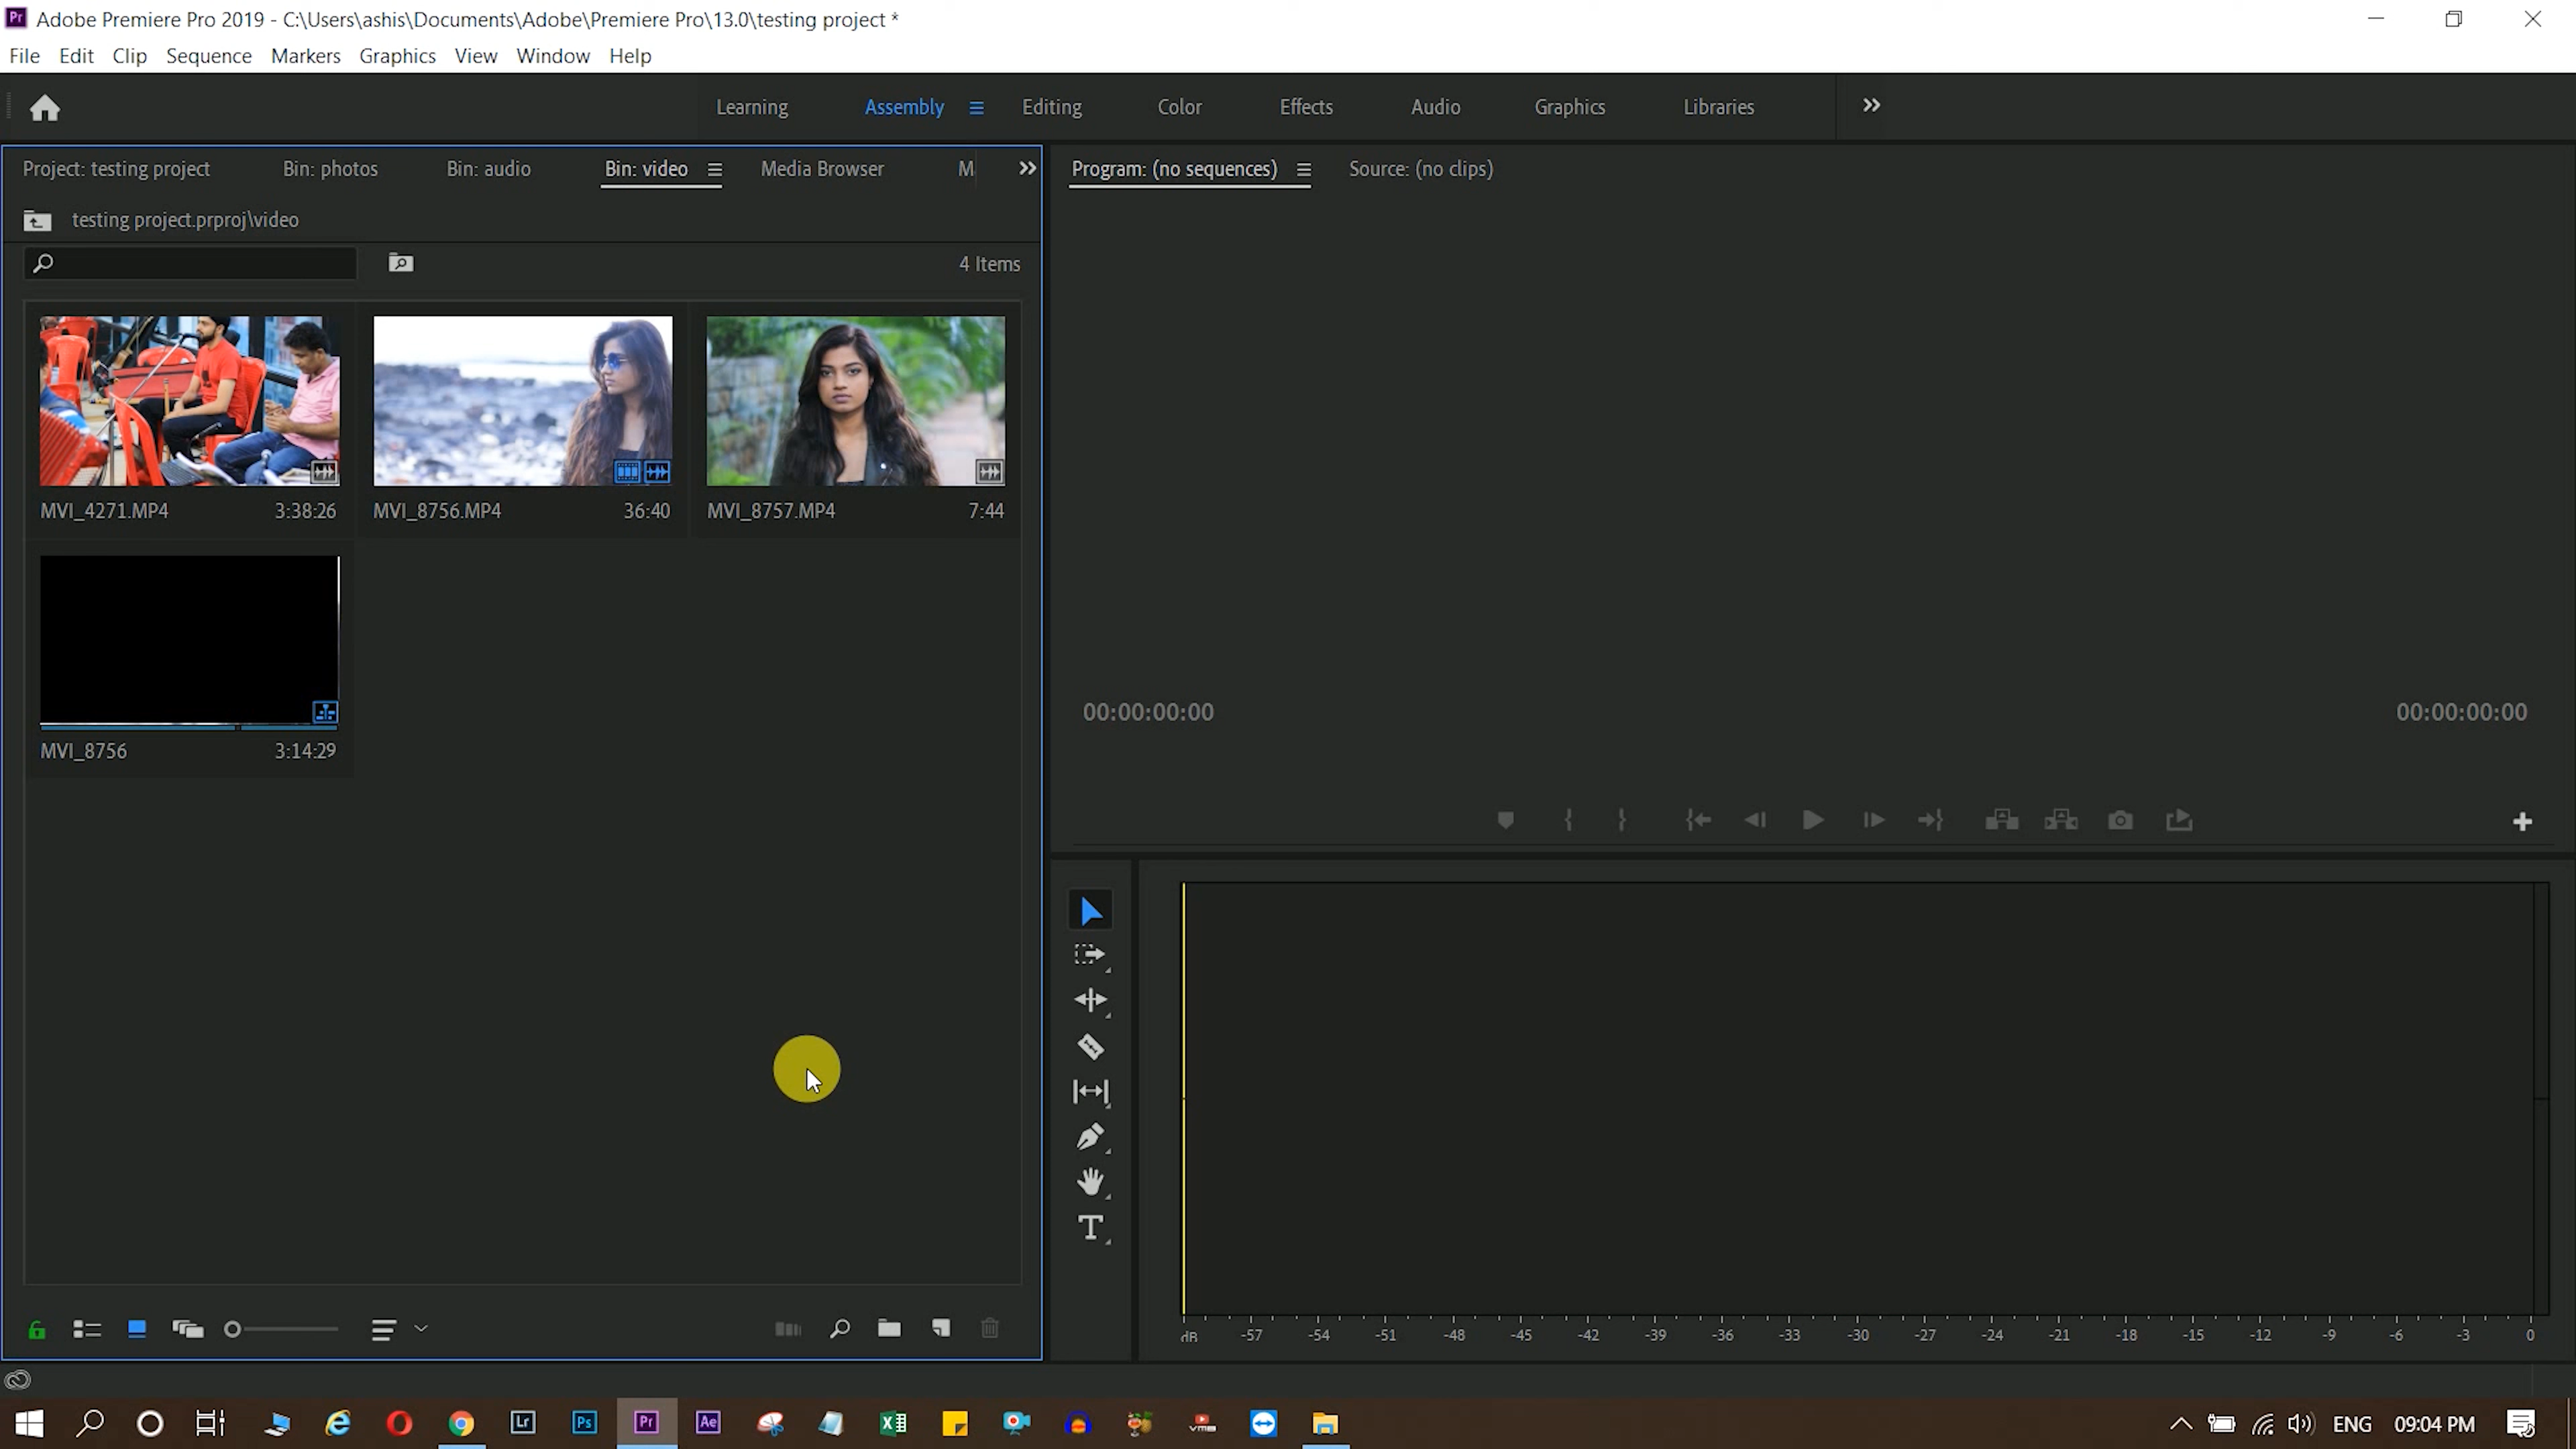 Pr Adobe Premiere Pro 2019 - C:\Users\ashis\Documents\Adobe\Premiere Pro\13.0\testing project *
File Edit Clip Sequence Markers Graphics View Window Help
Learning Assembly Editing Color Effects Audio Graphics Libraries
Project: testing project Bin: photos Bin: audio Bin: video Media Browser M
Program: (no sequences) Source: (no clips)
testing project.prproj\video
4 Items
MVI_4271.MP4 3:38:26 MVI_8756.MP4 36:40 MVI_8757.MP4 7:44
MVI_8756 3:14:29
00:00:00:00 00:00:00:00
dB -57 -54 -51 -48 -45 -42 -39 -36 -33 -30 -27 -24 -21 -18 -15 -12 -9 -6 -3 0
Lr Ps Pr Ae ENG 09:04 PM